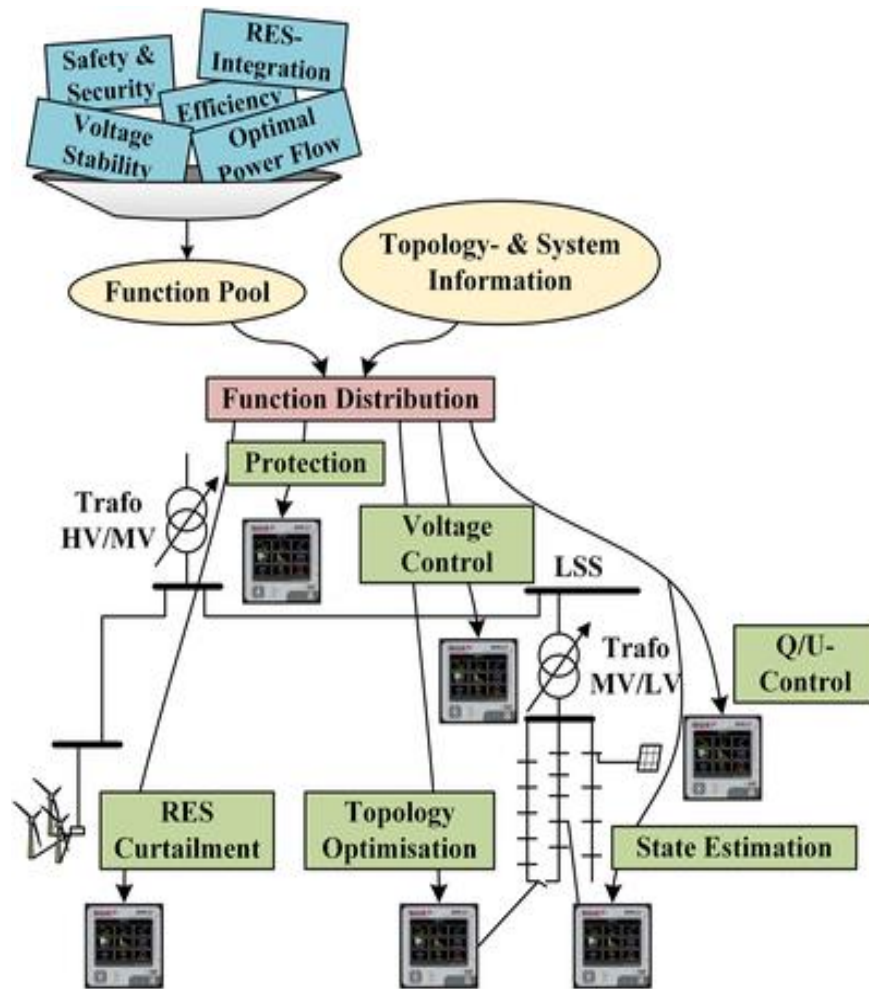 RES-
Integration
Safety &
Security
Efficiency
Voltage
Stability
Optimal
Power Flow
Topology- & System
Information
Function Pool
Function Distribution
Protection
Trafo
HV/MV
Voltage
Control
LSS
Trafo
MV/LV
Q/U-
Control
RES
Curtailment
Topology
Optimisation
State Estimation